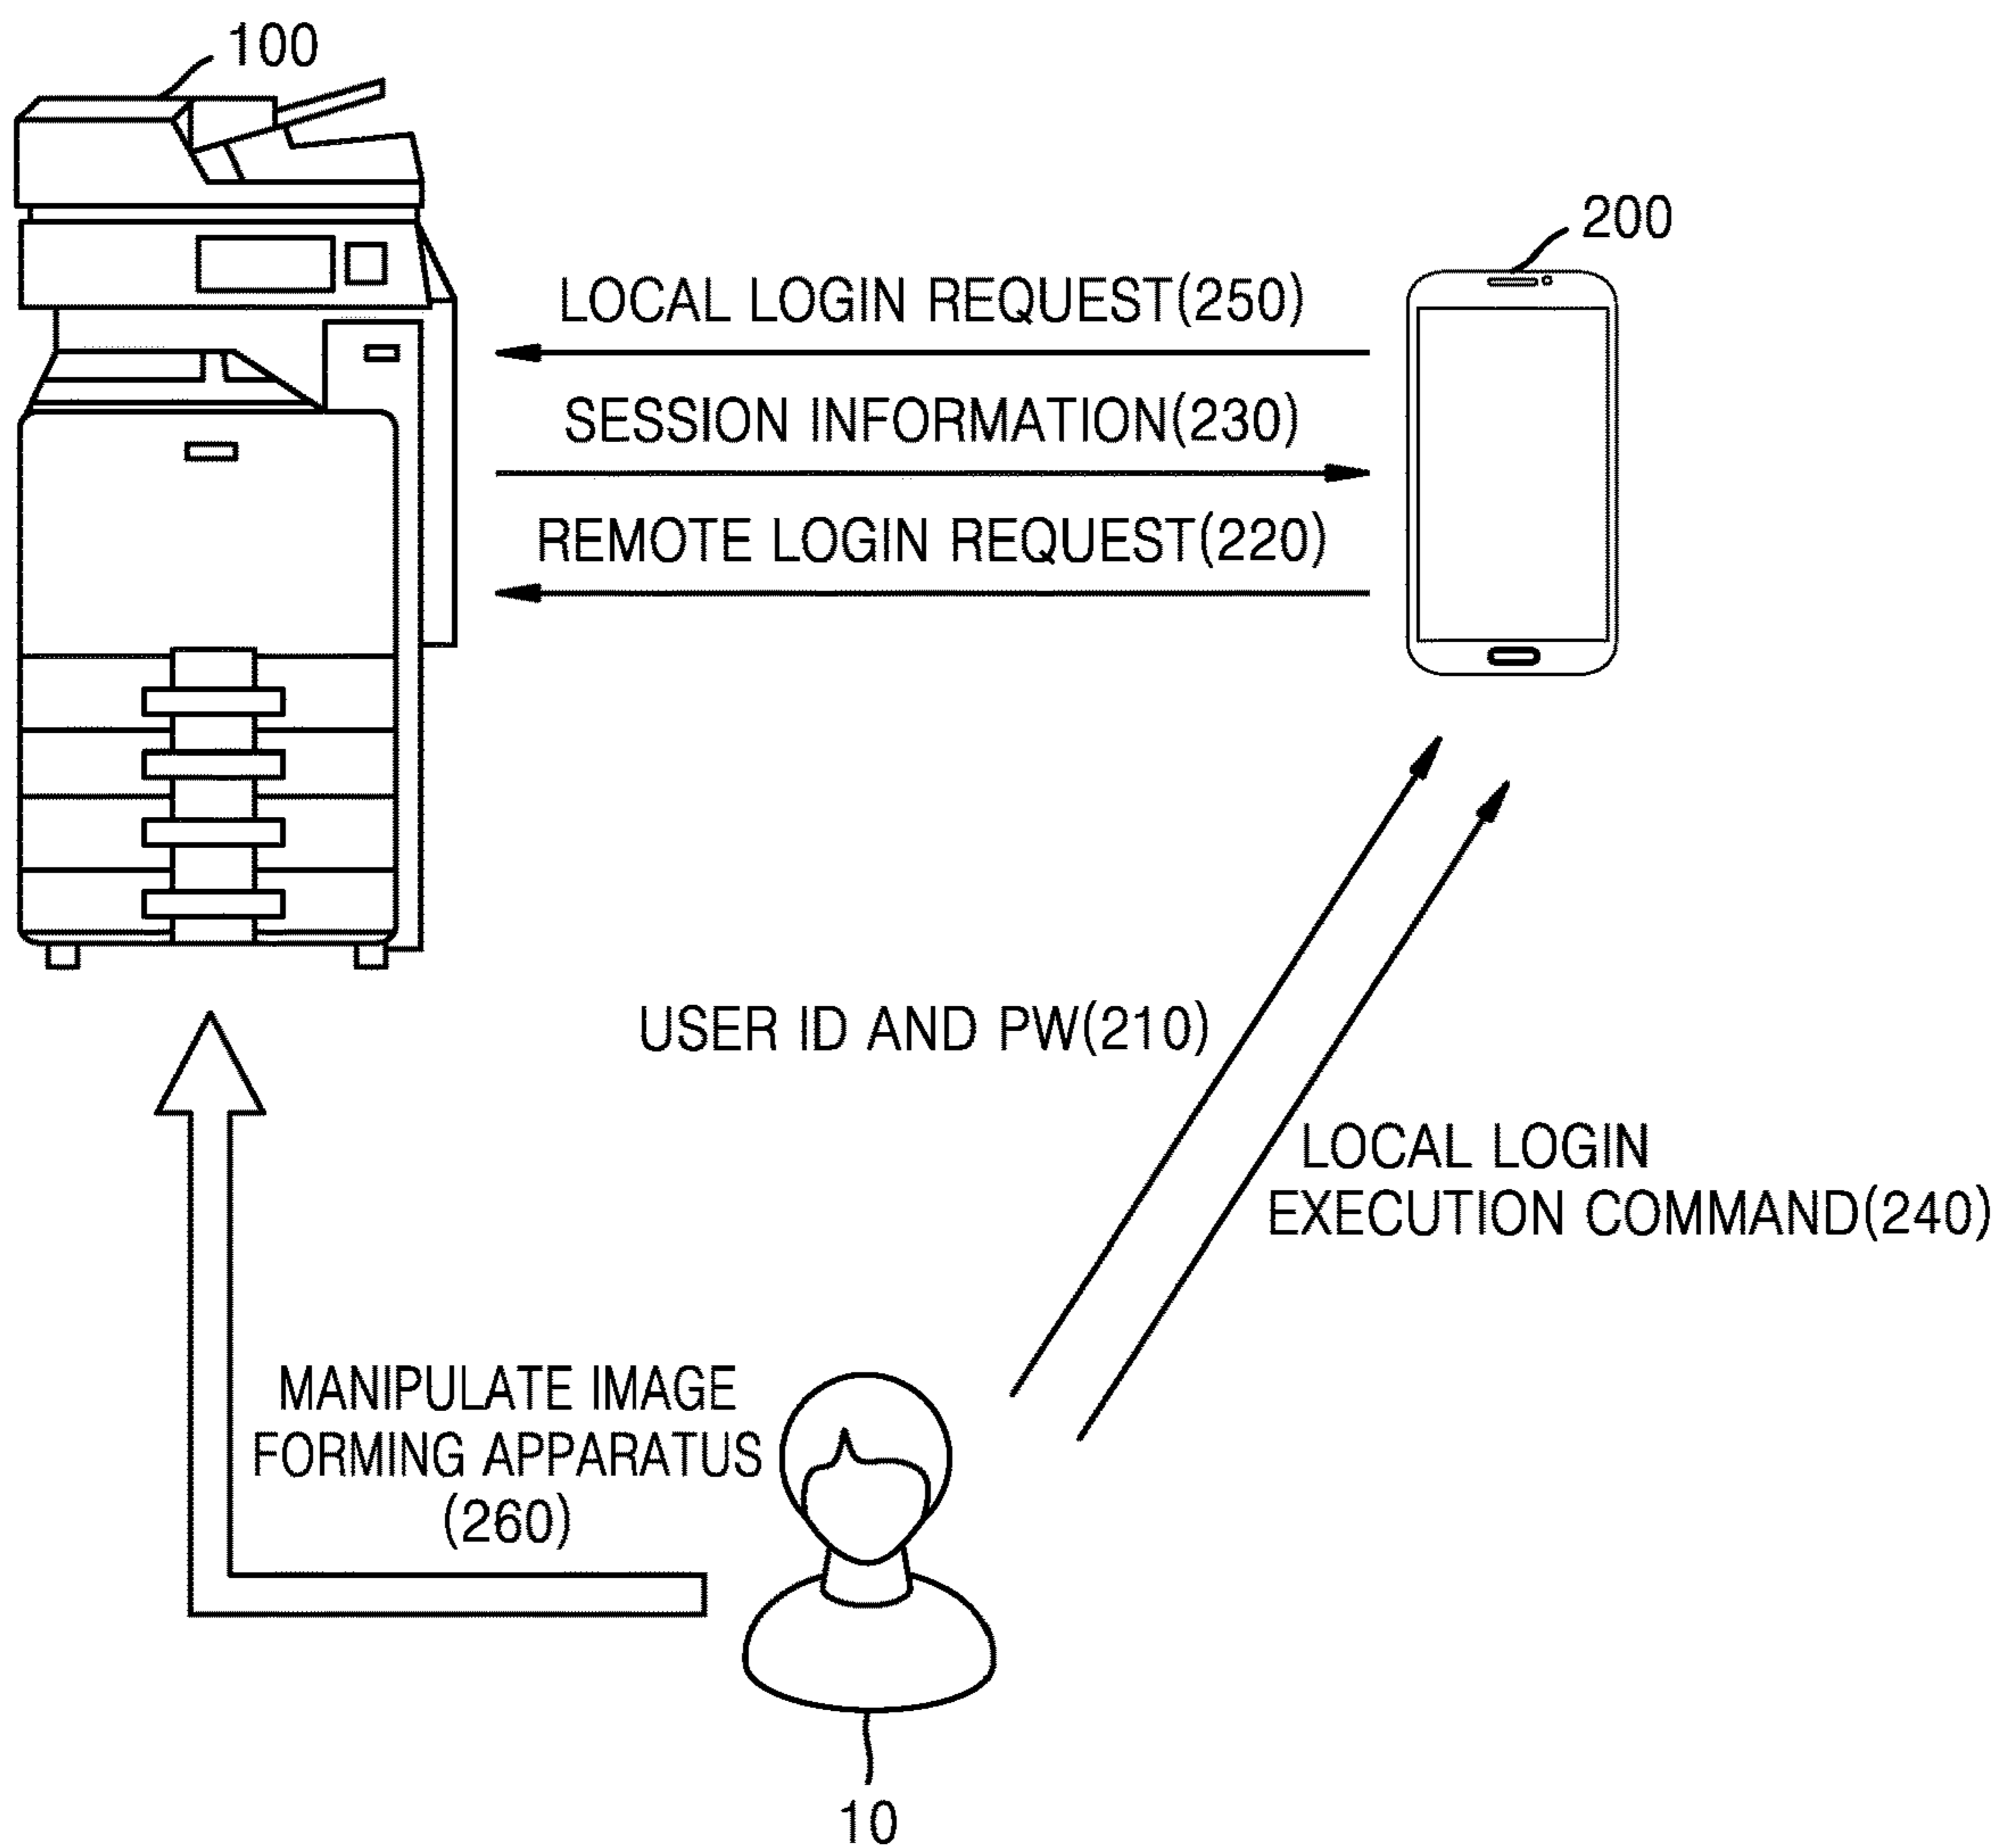 100
200
LOCAL LOGIN REQUEST(250)
SESSION INFORMATION(230)
REMOTE LOGIN REQUEST(220)
USER ID AND PW(210)
LOCAL LOGIN
EXECUTION COMMAND(240)
MANIPULATE IMAGE
FORMING APPARATUS
(260)
10